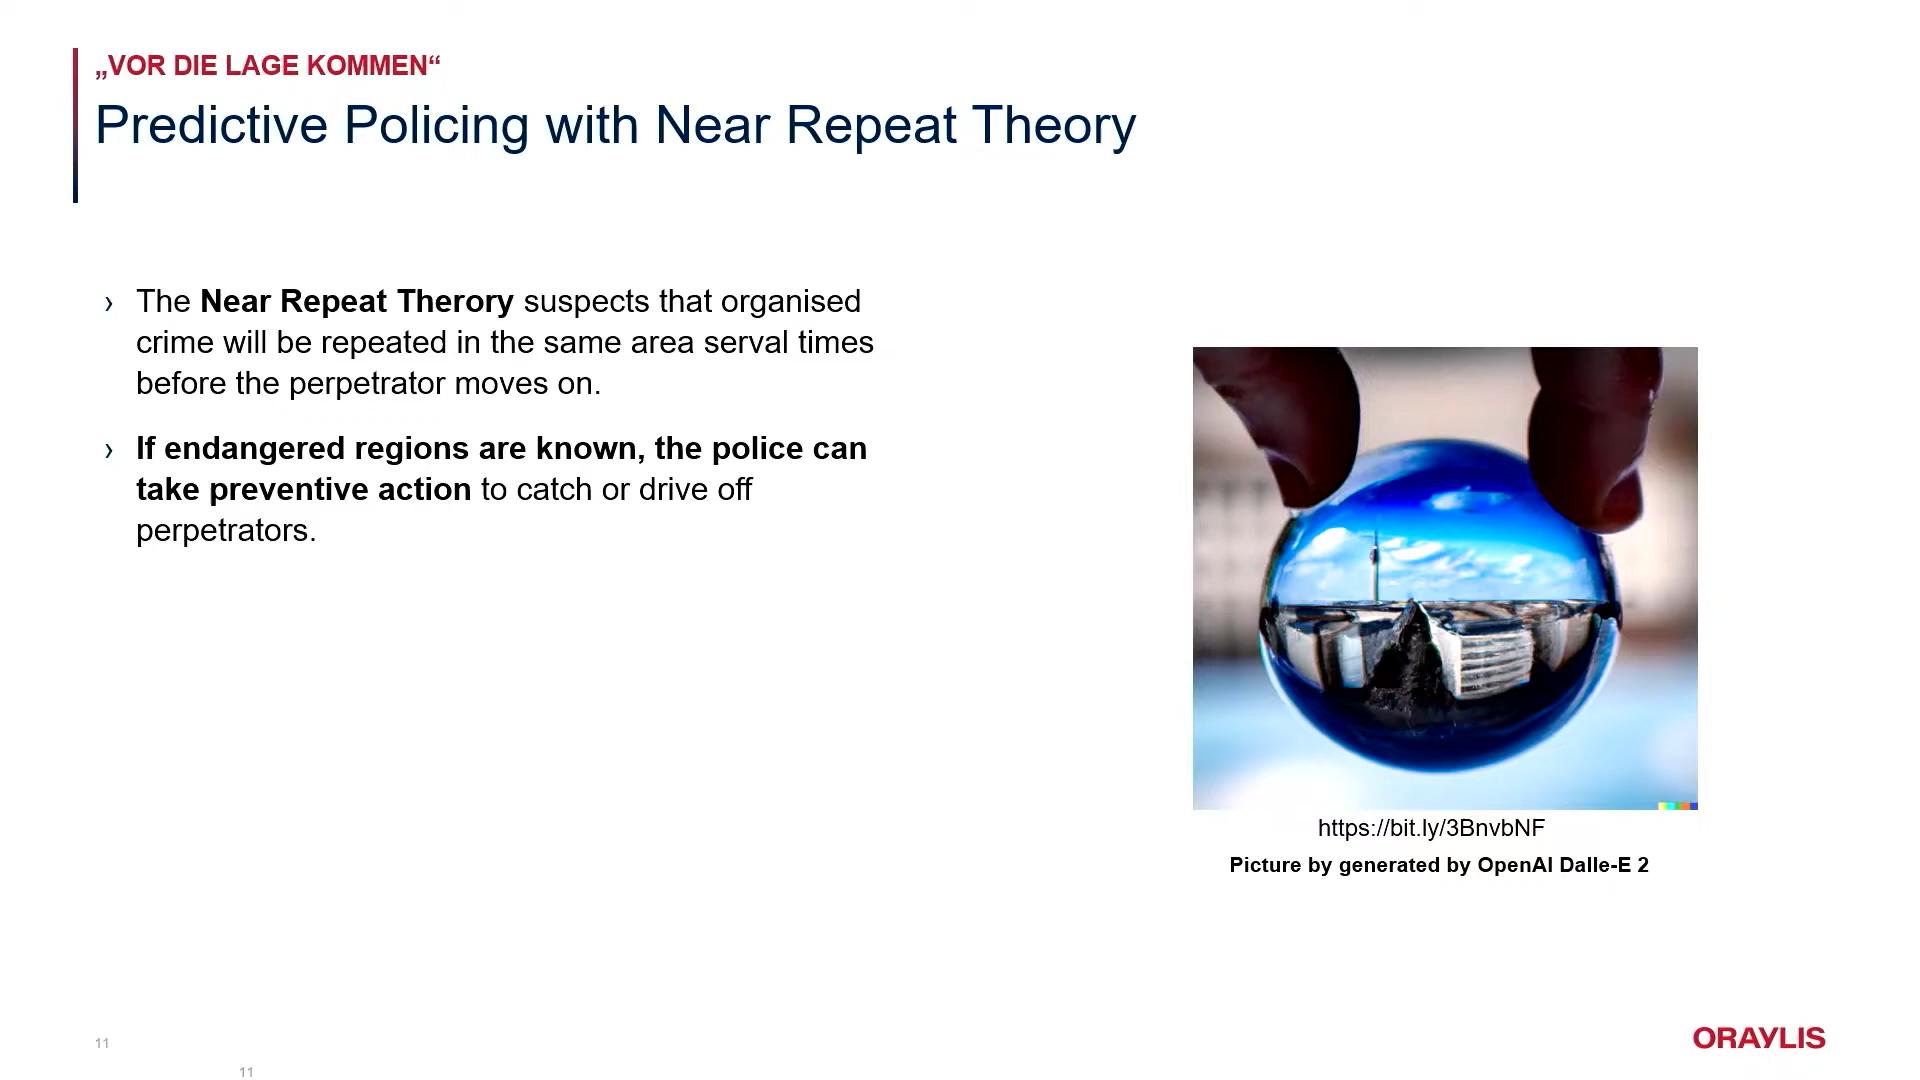 „VOR DIE LAGE KOMMEN“
Predictive Policing with Near Repeat Theory
› The Near Repeat Therory suspects that organised
crime will be repeated in the same area serval times
before the perpetrator moves on.
› If endangered regions are known, the police can
take preventive action to catch or drive off
perpetrators.
https://bit.ly/3BnvbNF
Picture by generated by OpenAI Dalle-E 2
11
ORAYLIS
11